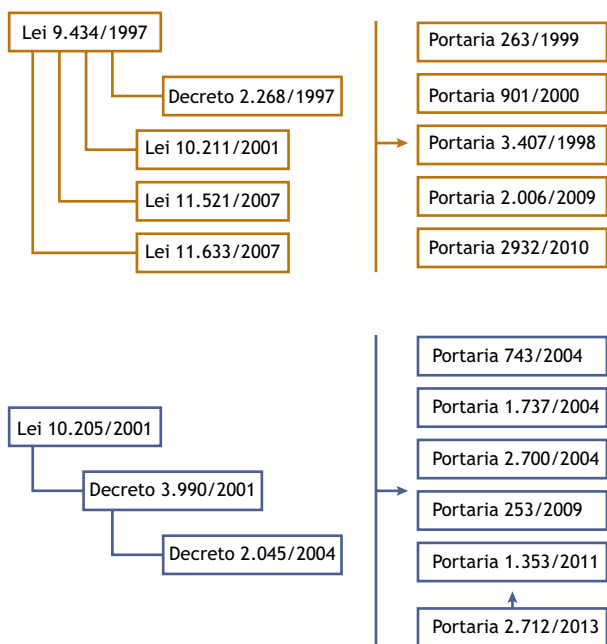 Lei 9.434/1997
Decreto 2.268/1997
Lei 10.211/2001
Lei 11.521/2007
Lei 11.633/2007
Portaria 263/1999
Portaria 901/2000
Portaria 3.407/1998
Portaria 2.006/2009
Portaria 2932/2010
Lei 10.205/2001
Decreto 3.990/2001
Decreto 2.045/2004
Portaria 743/2004
Portaria 1.737/2004
Portaria 2.700/2004
Portaria 253/2009
Portaria 1.353/2011
Portaria 2.712/2013